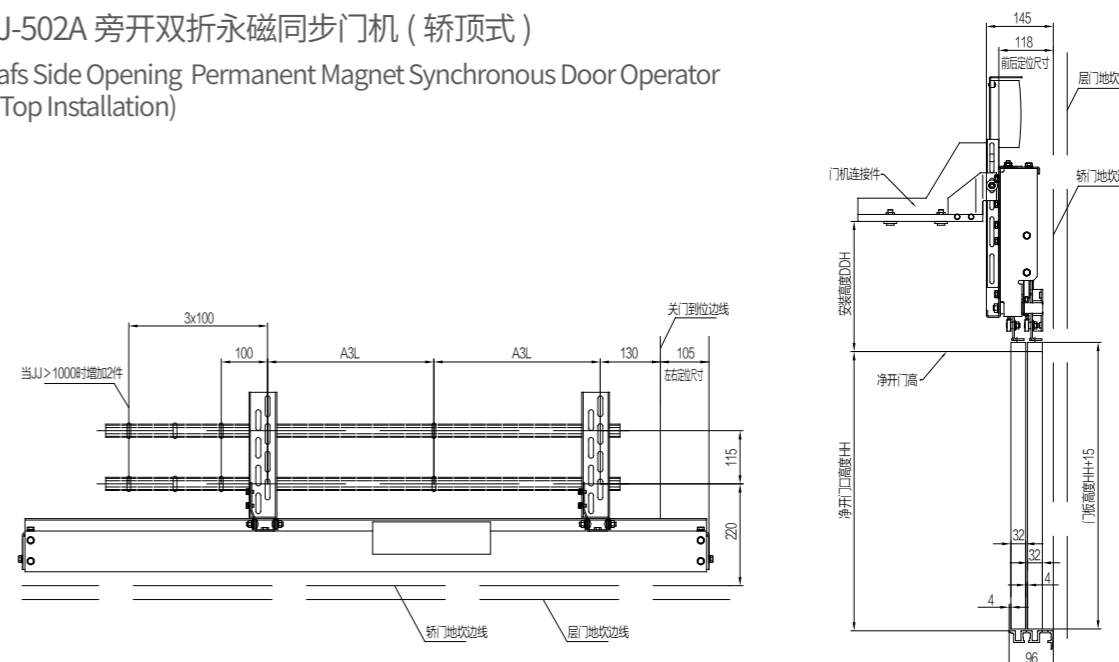 J-502A 旁开双折永磁同步门机 ( 轿顶式 )
afs Side Opening Permanent Magnet Synchronous Door Operator
Top Installation)
145
118
前后定位尺寸
层门地坎
门机连接件
轿门地坎
安装高度DDH
净开门高
净开门口高度HH
门板高度HH+15
32
32
4
4
96
关门到位边线
3x100
100
A3L
A3L
130
105
左右定位尺寸
当JJ>1000时增加2件
115
220
轿门地坎边线
层门地坎边线